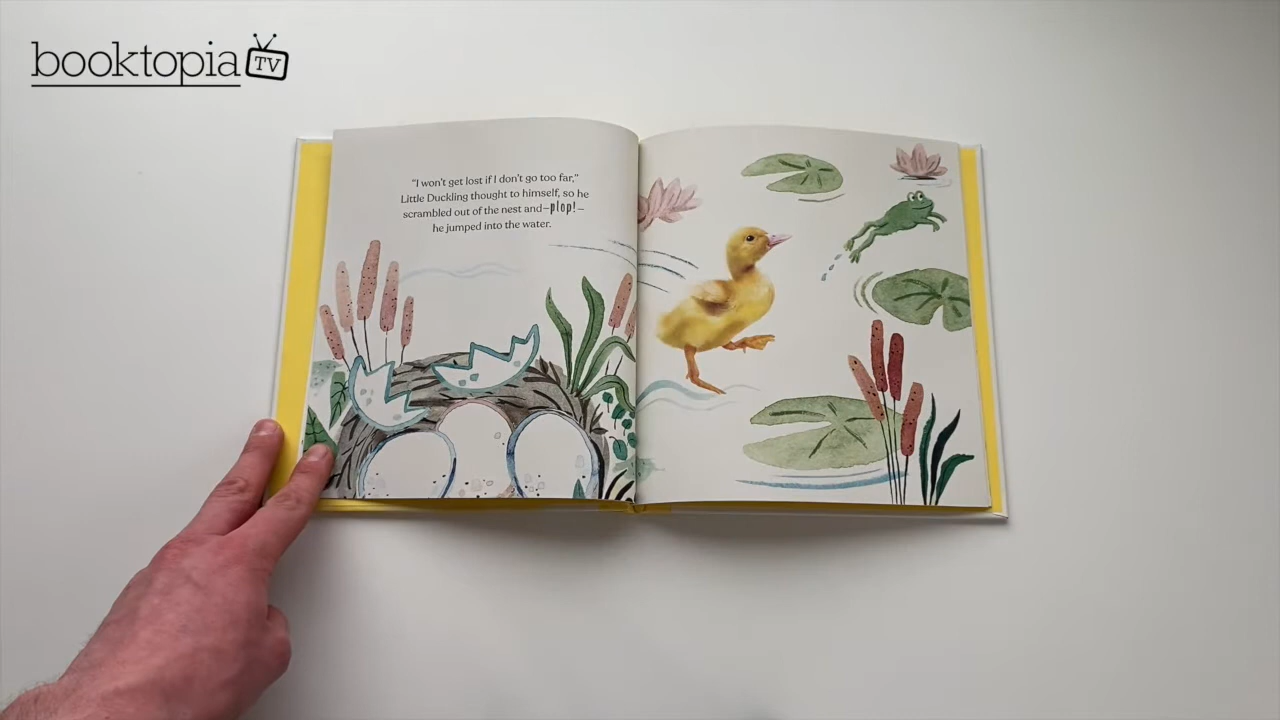 booktopia TV
“I won’t get lost if I don’t go too far,”
Little Duckling thought to himself, so he
scrambled out of the nest and—plop!—
he jumped into the water.